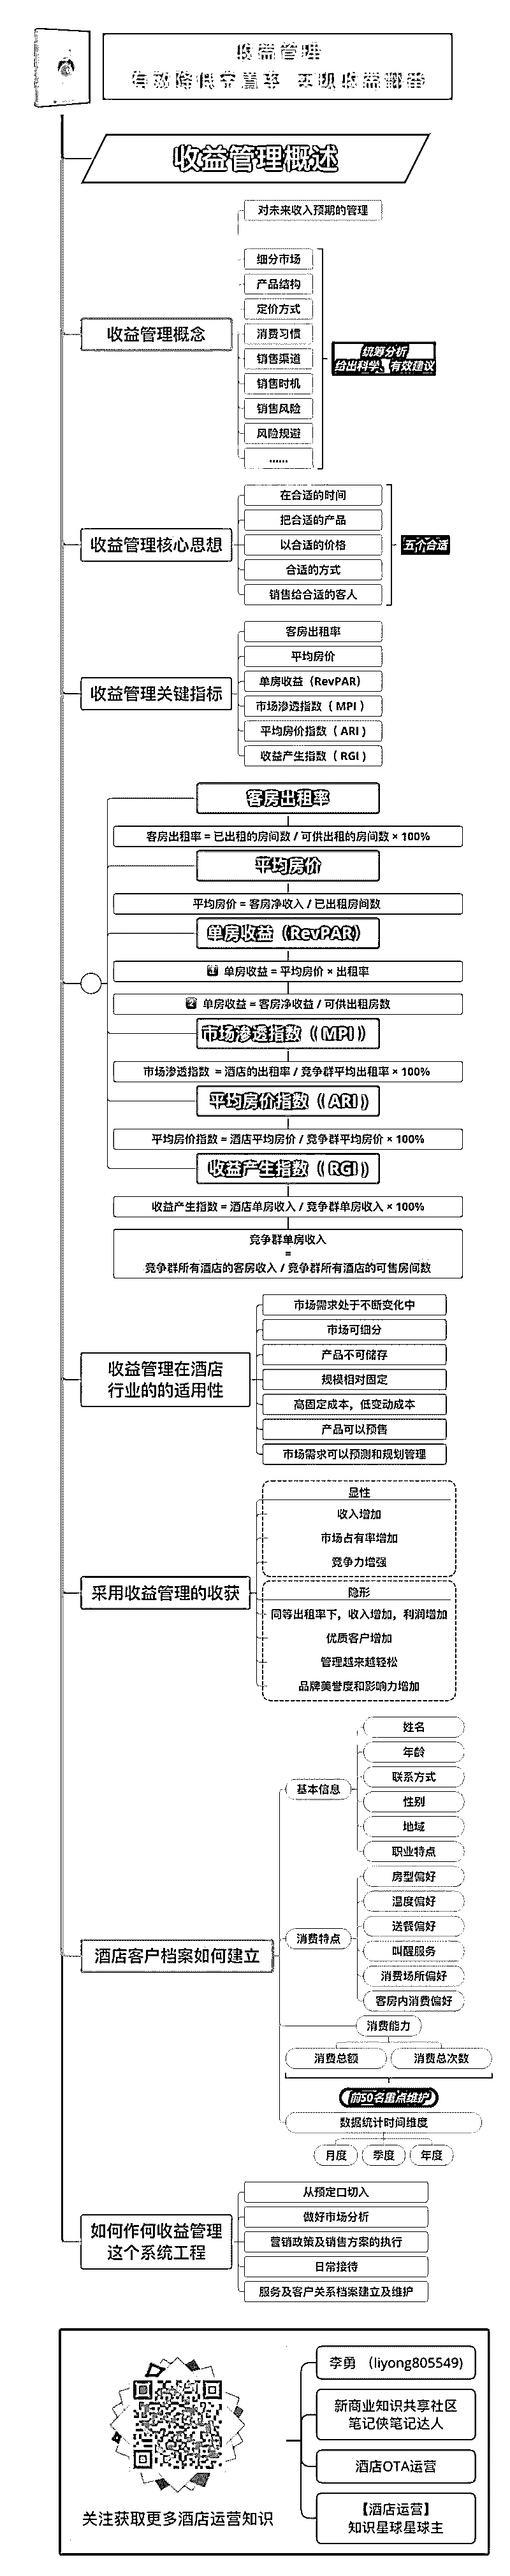 收益管理
有效降低空置率 实现收益翻番
收益管理概述
收益管理概念
对未来收入预期的管理
细分市场
产品结构
定价方式
消费习惯
销售渠道
销售时机
销售风险
风险规避
……
统筹分析
给出科学、有效建议
收益管理核心思想
在合适的时间
把合适的产品
以合适的价格
合适的方式
销售给合适的客人
五个合适
收益管理关键指标
客房出租率
平均房价
单房收益（RevPAR）
市场渗透指数（ MPI ）
平均房价指数（ ARI ）
收益产生指数（ RGI ）
客房出租率
客房出租率 = 已出租的房间数 / 可供出租的房间数 × 100%
平均房价
平均房价 = 客房净收入 / 已出租房间数
单房收益（RevPAR）
1 单房收益 = 平均房价 × 出租率
2 单房收益 = 客房净收益 / 可供出租房数
市场渗透指数（ MPI ）
市场渗透指数 = 酒店的出租率 / 竞争群平均出租率 × 100%
平均房价指数（ ARI ）
平均房价指数 = 酒店平均房价 / 竞争群平均房价 × 100%
收益产生指数（ RGI ）
收益产生指数 = 酒店单房收入 / 竞争群单房收入 × 100%
竞争群单房收入
=
竞争群所有酒店的客房收入 / 竞争群所有酒店的可售房间数
收益管理在酒店
行业的的适用性
市场需求处于不断变化中
市场可细分
产品不可储存
规模相对固定
高固定成本，低变动成本
产品可以预售
市场需求可以预测和规划管理
采用收益管理的收获
显性
收入增加
市场占有率增加
竞争力增强
隐形
同等出租率下，收入增加，利润增加
优质客户增加
管理越来越轻松
品牌美誉度和影响力增加
酒店客户档案如何建立
基本信息
姓名
年龄
联系方式
性别
地域
职业特点
消费特点
房型偏好
温度偏好
送餐偏好
叫醒服务
消费场所偏好
客房内消费偏好
消费能力
消费总额
消费总次数
前50名重点维护
数据统计时间维度
月度
季度
年度
如何作何收益管理
这个系统工程
从预定口切入
做好市场分析
营销政策及销售方案的执行
日常接待
服务及客户关系档案建立及维护
关注获取更多酒店运营知识
李勇 （liyong805549)
新商业知识共享社区
笔记侠笔记达人
酒店OTA运营
【酒店运营】
知识星球星球主